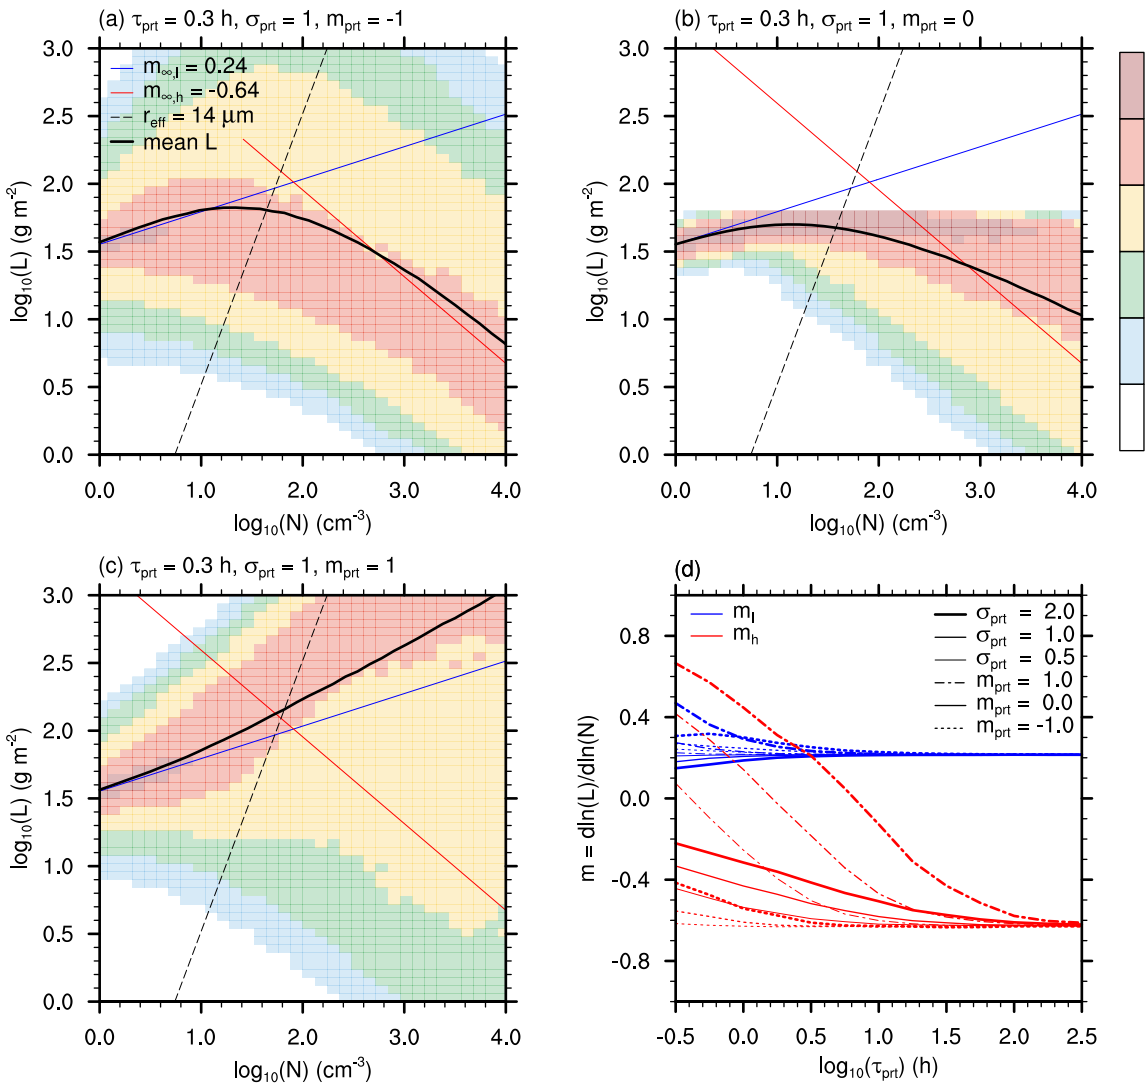 (a) τprt = 0.3 h, σprt = 1, mprt = -1
m∞,l = 0.24
m∞,h = -0.64
reff = 14 μm
mean L
3.0
2.5
2.0
1.5
1.0
0.5
0.0
log10(L) (g m-2)
0.0 1.0 2.0 3.0 4.0
log10(N) (cm-3)
(b) τprt = 0.3 h, σprt = 1, mprt = 0
3.0
2.5
2.0
1.5
1.0
0.5
0.0
log10(L) (g m-2)
0.0 1.0 2.0 3.0 4.0
log10(N) (cm-3)
(c) τprt = 0.3 h, σprt = 1, mprt = 1
3.0
2.5
2.0
1.5
1.0
0.5
0.0
log10(L) (g m-2)
0.0 1.0 2.0 3.0 4.0
log10(N) (cm-3)
(d)
ml
mh
σprt = 2.0
σprt = 1.0
σprt = 0.5
mprt = 1.0
mprt = 0.0
mprt = -1.0
0.8
0.4
0.0
-0.4
-0.8
m = dln(L)/dln(N)
-0.5 0.0 0.5 1.0 1.5 2.0 2.5
log10(τprt) (h)